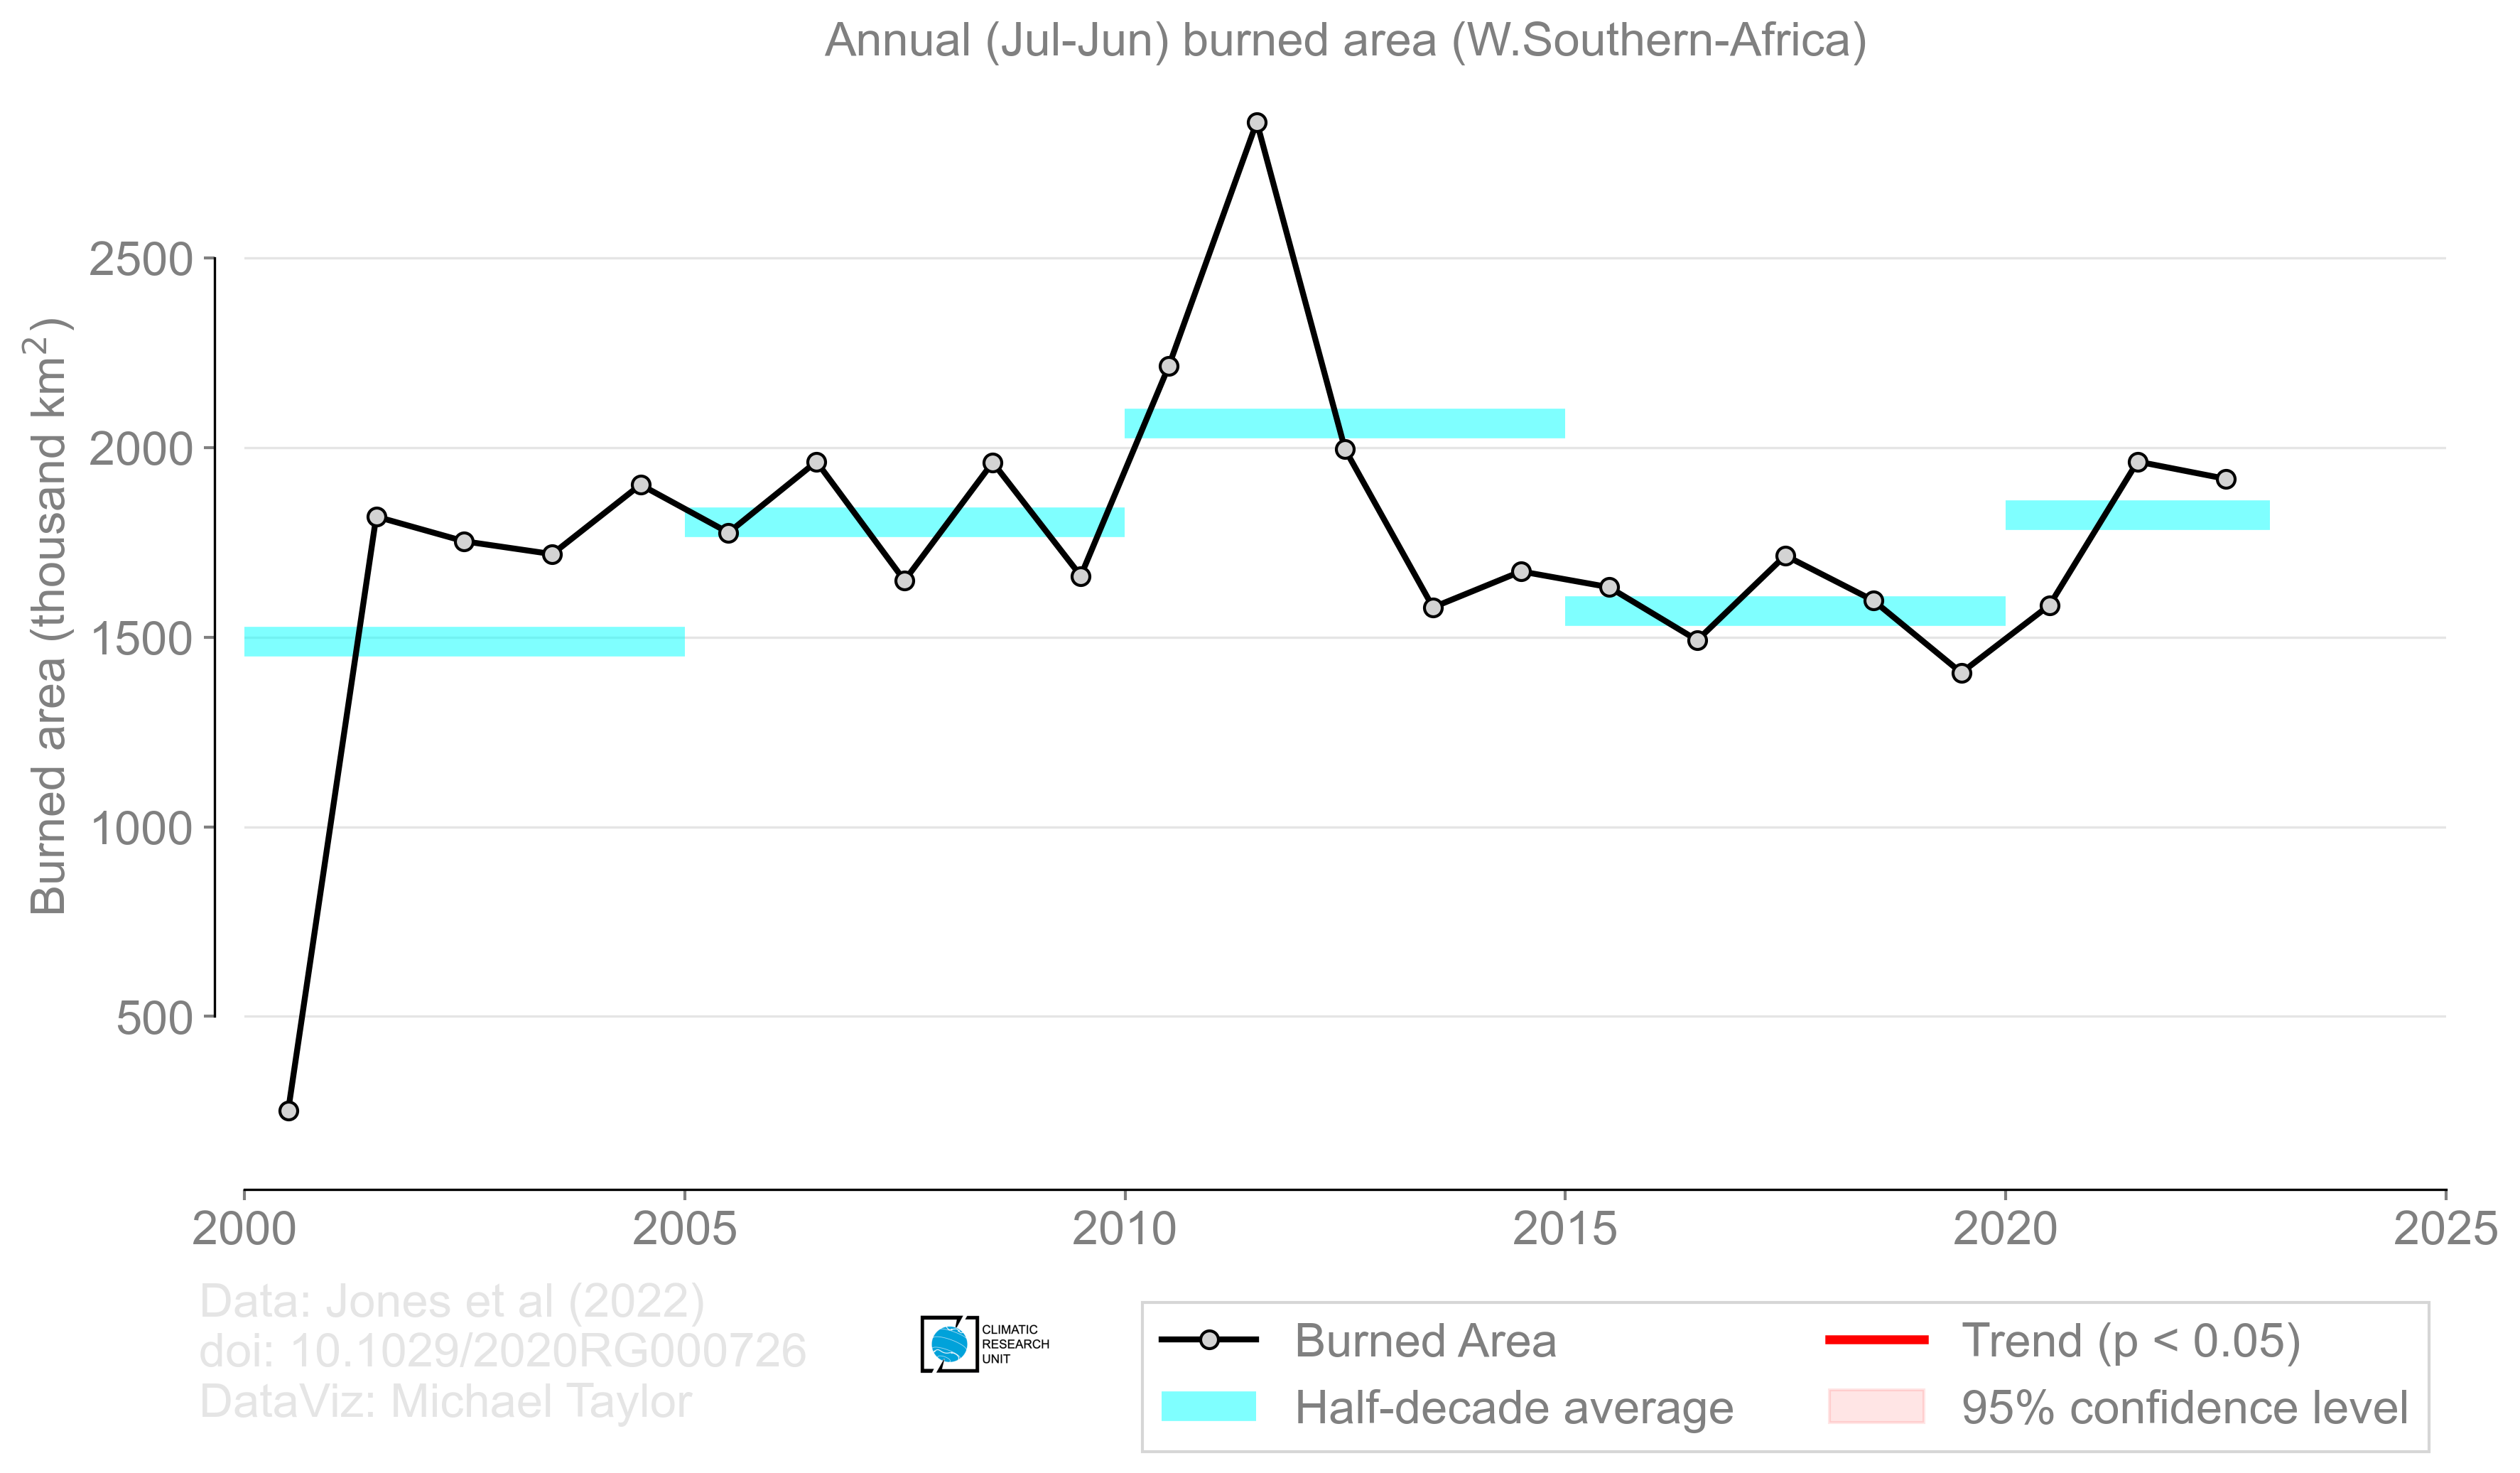 Annual (Jul-Jun) burned area (W.Southern-Africa)
Burned area (thousand km²)
2500
2000
1500
1000
500
2000 2005 2010 2015 2020 2025
Data: Jones et al (2022)
doi: 10.1029/2020RG000726
DataViz: Michael Taylor
CLIMATIC
RESEARCH
UNIT
Burned Area
Half-decade average
Trend (p < 0.05)
95% confidence level